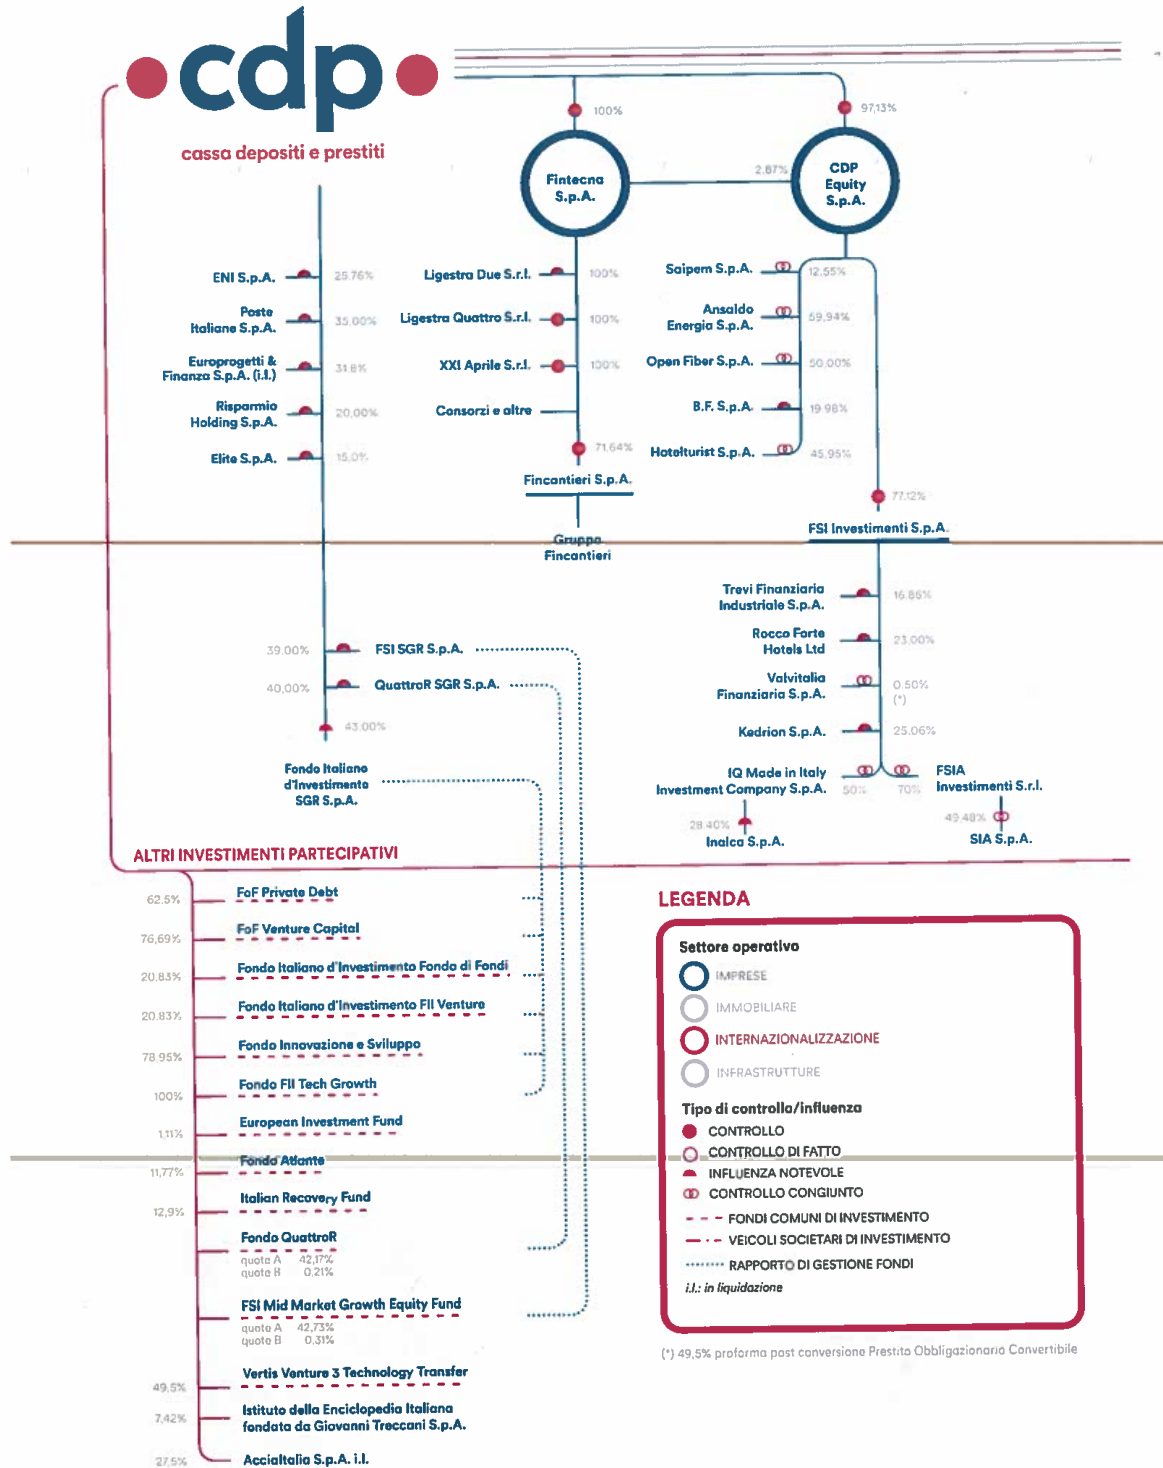 cdp
cassa depositi e prestiti
100%
97,13%
Fintecna
S.p.A.
2.87%
CDP
Equity
S.p.A.
ENI S.p.A.
25.76%
Poste
Italiane S.p.A.
35,00%
Europrogetti &
Finanza S.p.A. (i.l.)
31.8%
Risparmio
Holding S.p.A.
20,00%
Elite S.p.A.
15,0%
Ligestra Due S.r.l.
100%
Ligestra Quattro S.r.l.
100%
XXI Aprile S.r.l.
100%
Consorzi e altre
71,64%
Fincantieri S.p.A.
Gruppo
Fincantieri
Saipem S.p.A.
12,55%
Ansaldo
Energia S.p.A.
59,94%
Open Fiber S.p.A.
50,00%
B.F. S.p.A.
19.98%
Hotelturist S.p.A.
45,95%
77.12%
FSI Investimenti S.p.A.
Trevi Finanziaria
Industriale S.p.A.
16.86%
Rocco Forte
Hotels Ltd
23,00%
Valvitalia
Finanziaria S.p.A.
0.50%
(*)
Kedrion S.p.A.
25.06%
IQ Made in Italy
Investment Company S.p.A.
50%
70%
FSIA
Investimenti S.r.l.
28.40%
Inalca S.p.A.
49.48%
SIA S.p.A.
39.00%
FSI SGR S.p.A.
40,00%
QuattroR SGR S.p.A.
43.00%
Fondo Italiano
d'Investimento
SGR S.p.A.
ALTRI INVESTIMENTI PARTECIPATIVI
62.5%
FoF Private Debt
76,69%
FoF Venture Capital
20.83%
Fondo Italiano d'Investimento Fondo di Fondi
20.83%
Fondo Italiano d'Investimento FII Venture
78.95%
Fondo Innovazione e Sviluppo
100%
Fondo FII Tech Growth
1,11%
European Investment Fund
11,77%
Fondo Atlante
12,9%
Italian Recovery Fund
Fondo QuattroR
quota A 42,17%
quota B 0.21%
FSI Mid Market Growth Equity Fund
quota A 42,73%
quota B 0.31%
49,5%
Vertis Venture 3 Technology Transfer
7,42%
Istituto della Enciclopedia Italiana
fondata da Giovanni Treccani S.p.A.
27,5%
AcciaItalia S.p.A. i.l.
LEGENDA
Settore operativo
IMPRESE
IMMOBILIARE
INTERNAZIONALIZZAZIONE
INFRASTRUTTURE
Tipo di controllo/influenza
CONTROLLO
CONTROLLO DI FATTO
INFLUENZA NOTEVOLE
CONTROLLO CONGIUNTO
FONDI COMUNI DI INVESTIMENTO
VEICOLI SOCIETARI DI INVESTIMENTO
RAPPORTO DI GESTIONE FONDI
i.l.: in liquidazione
(*) 49,5% proforma post conversione Prestito Obbligazionario Convertibile